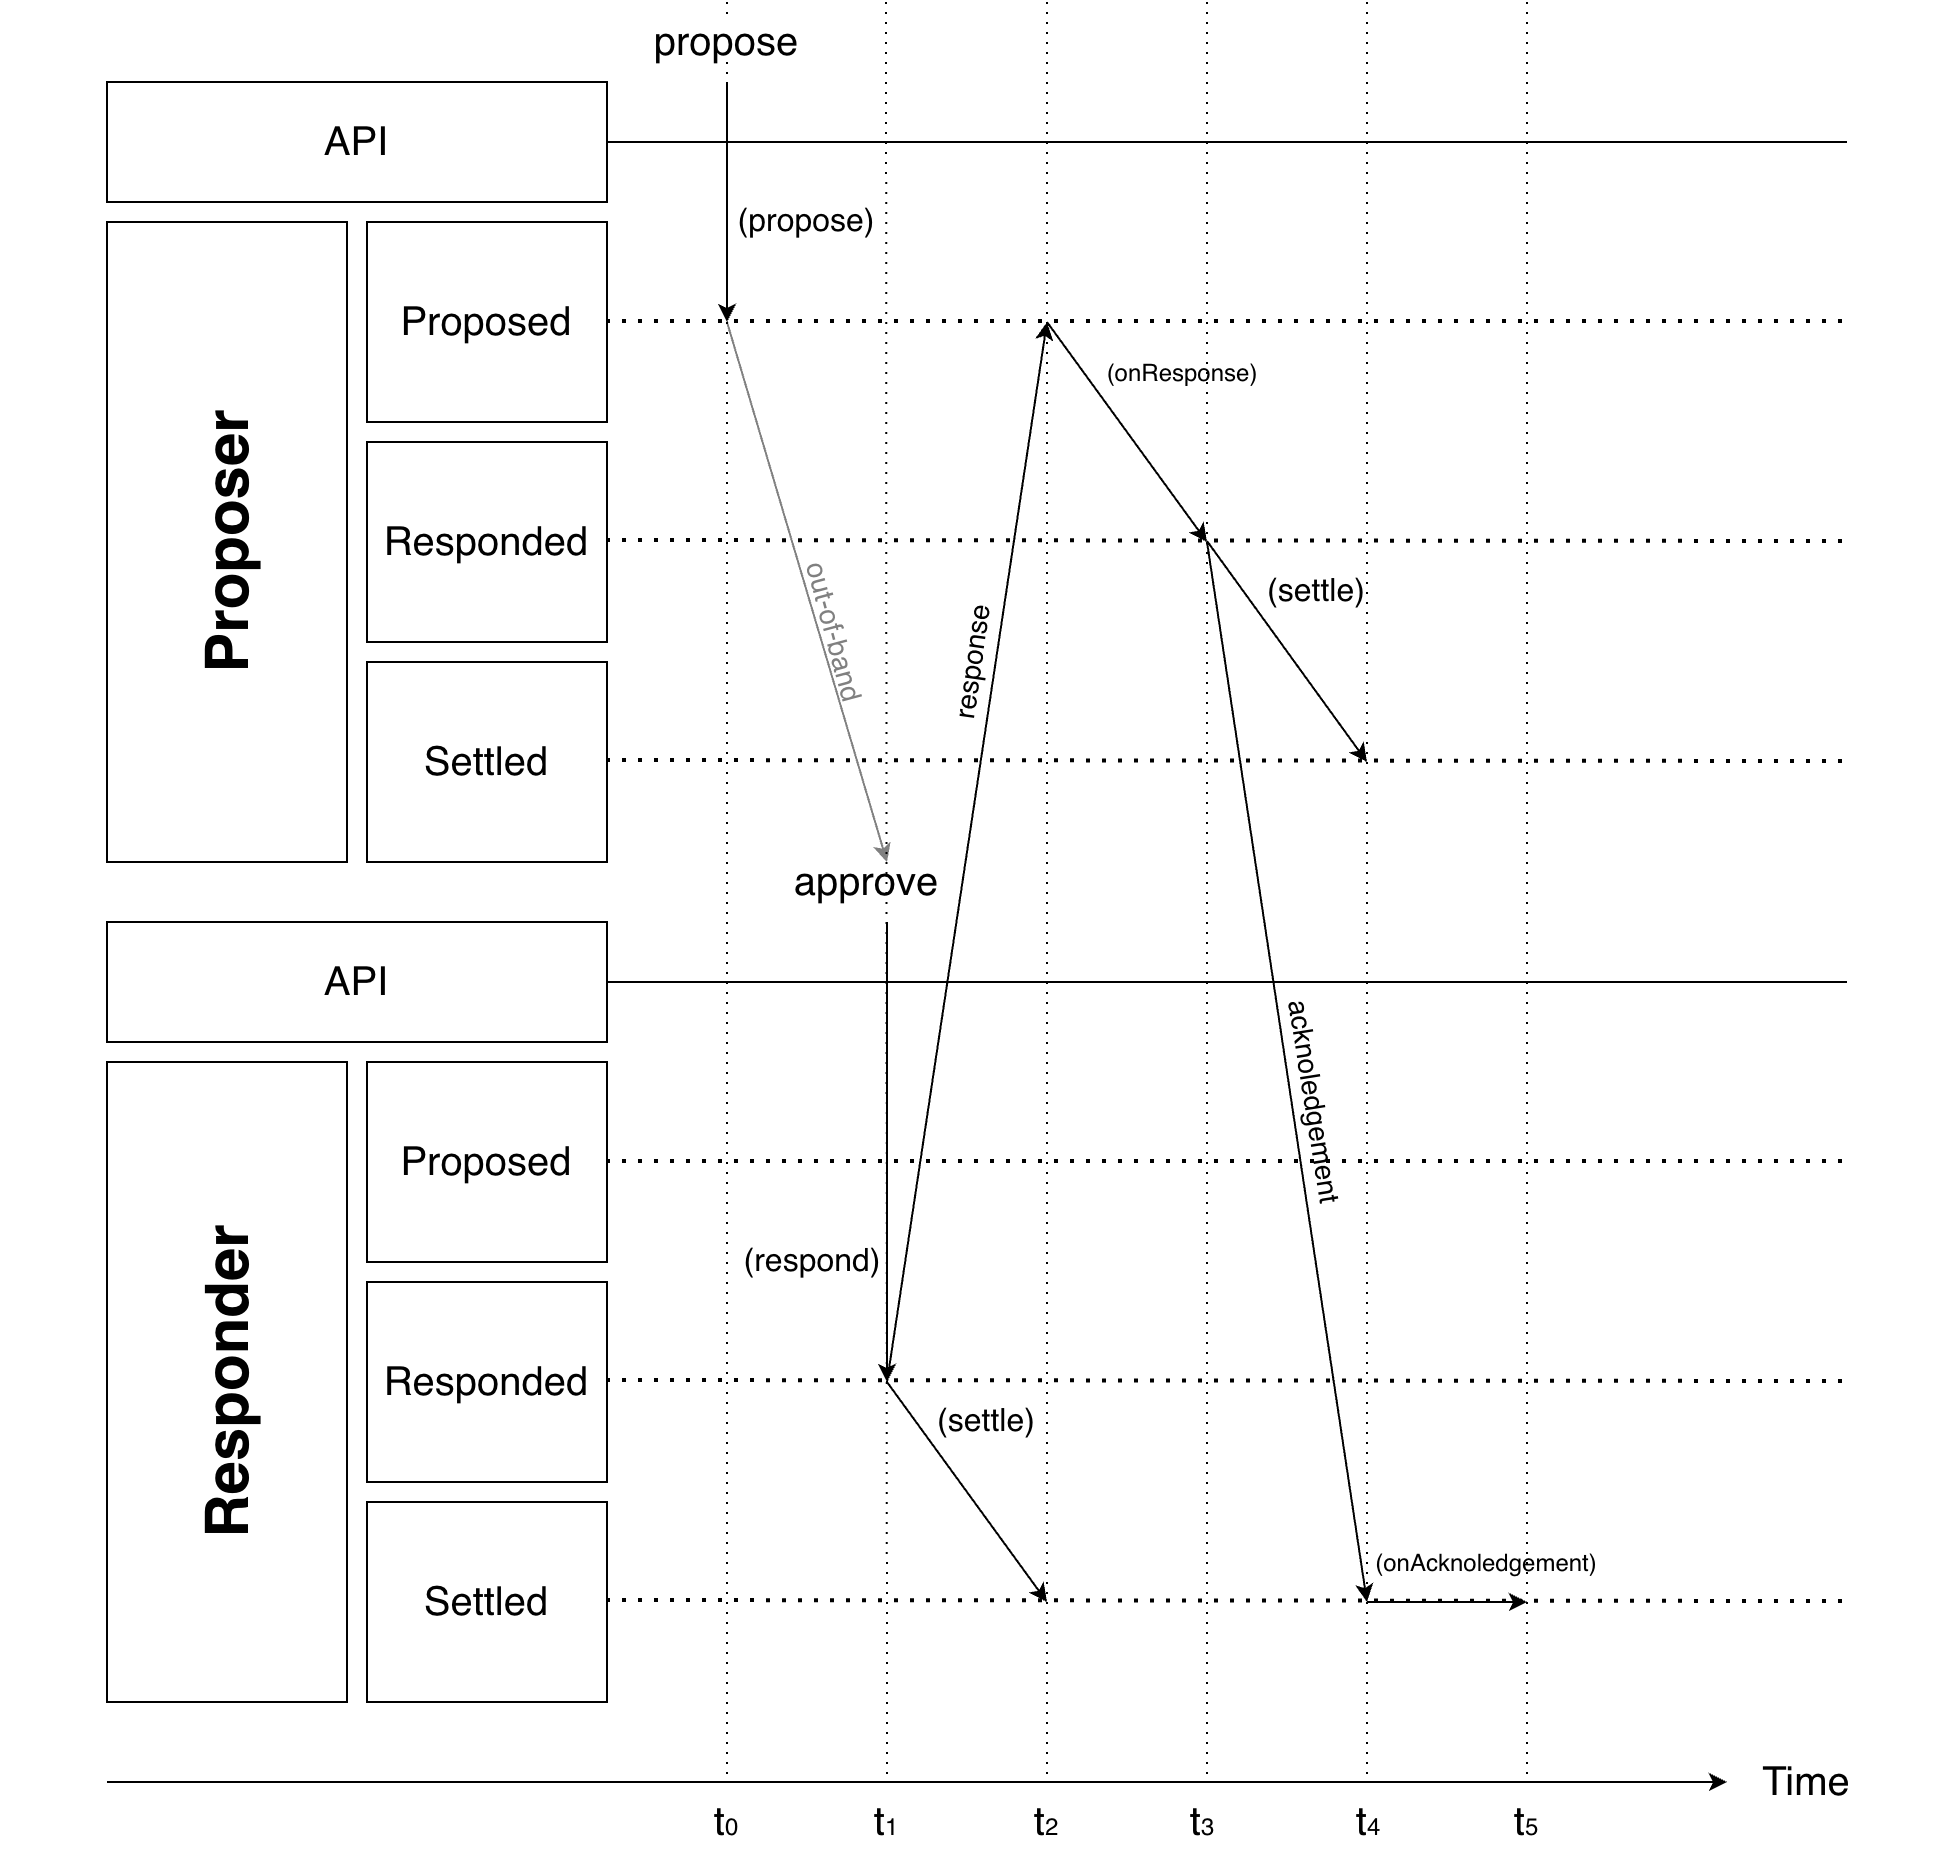 propose
API
(propose)
Proposer
Proposed
(onResponse)
Responded
(settle)
out-of-band
response
Settled
approve
API
acknoledgement
Responder
Proposed
(respond)
Responded
(settle)
(onAcknoledgement)
Settled
Time
t0 t1 t2 t3 t4 t5